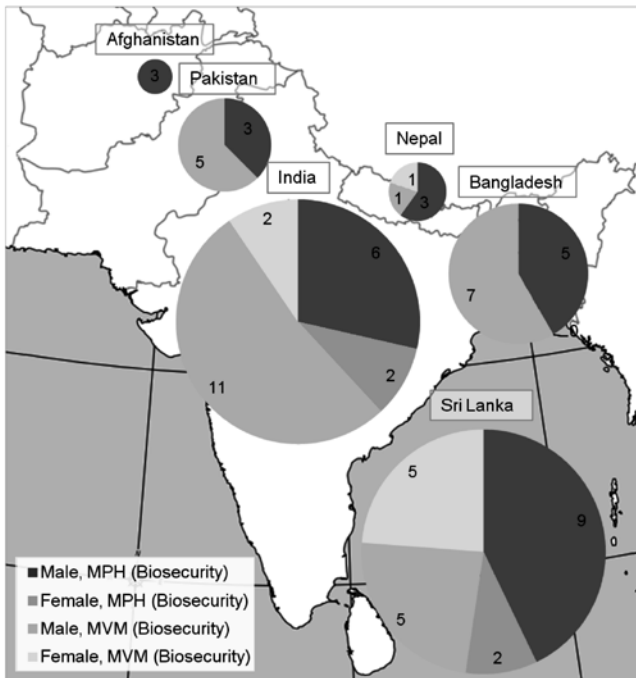 Afghanistan
3
Pakistan
3
5
Nepal
1
1
3
India
2
6
11
2
Bangladesh
5
7
Sri Lanka
5
9
5
2
Male, MPH (Biosecurity)
Female, MPH (Biosecurity)
Male, MVM (Biosecurity)
Female, MVM (Biosecurity)